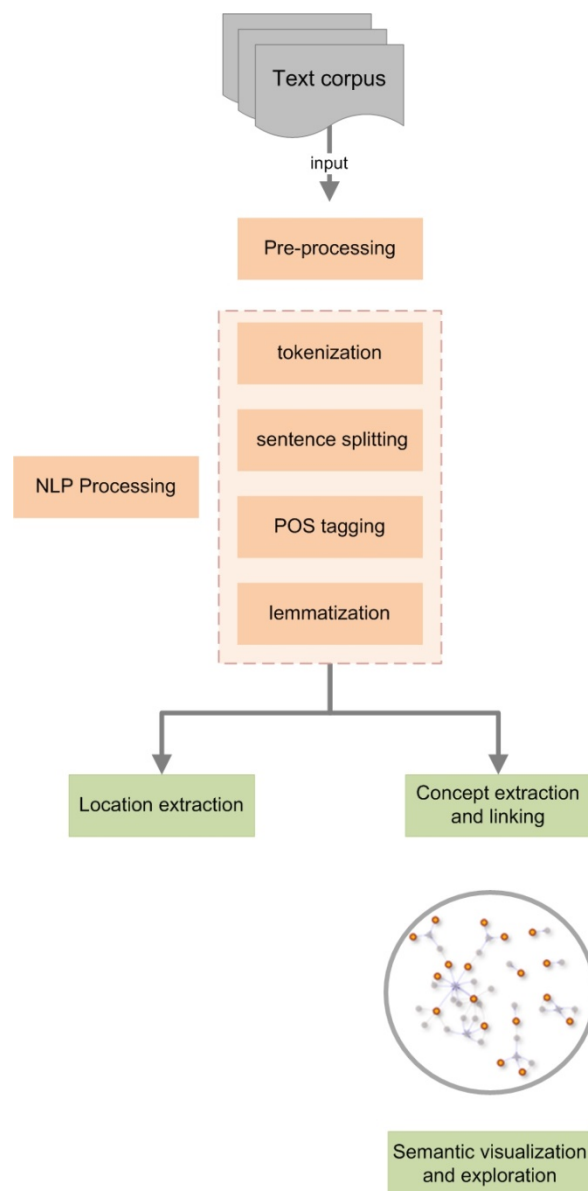 Text corpus
input
Pre-processing
tokenization
sentence splitting
NLP Processing
POS tagging
lemmatization
Location extraction
Concept extraction
and linking
Semantic visualization
and exploration